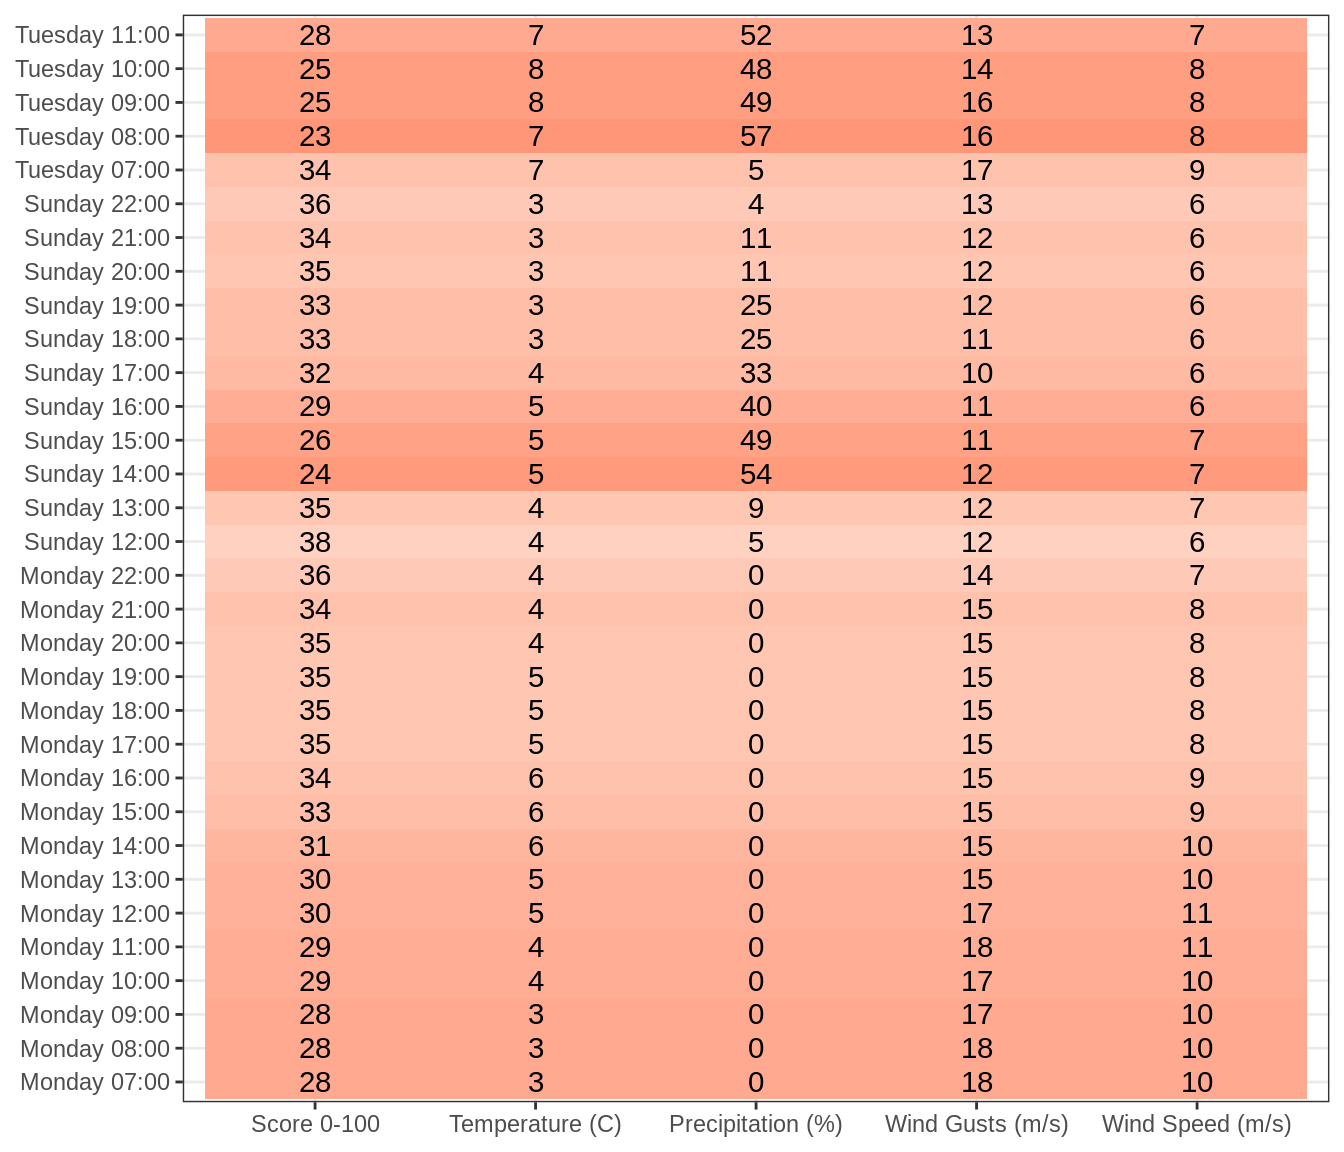 Tuesday 11:00 28 7 52 13 7
Tuesday 10:00 25 8 48 14 8
Tuesday 09:00 25 8 49 16 8
Tuesday 08:00 23 7 57 16 8
Tuesday 07:00 34 7 5 17 9
Sunday 22:00 36 3 4 13 6
Sunday 21:00 34 3 11 12 6
Sunday 20:00 35 3 11 12 6
Sunday 19:00 33 3 25 12 6
Sunday 18:00 33 3 25 11 6
Sunday 17:00 32 4 33 10 6
Sunday 16:00 29 5 40 11 6
Sunday 15:00 26 5 49 11 7
Sunday 14:00 24 5 54 12 7
Sunday 13:00 35 4 9 12 7
Sunday 12:00 38 4 5 12 6
Monday 22:00 36 4 0 14 7
Monday 21:00 34 4 0 15 8
Monday 20:00 35 4 0 15 8
Monday 19:00 35 5 0 15 8
Monday 18:00 35 5 0 15 8
Monday 17:00 35 5 0 15 8
Monday 16:00 34 6 0 15 9
Monday 15:00 33 6 0 15 9
Monday 14:00 31 6 0 15 10
Monday 13:00 30 5 0 15 10
Monday 12:00 30 5 0 17 11
Monday 11:00 29 4 0 18 11
Monday 10:00 29 4 0 17 10
Monday 09:00 28 3 0 17 10
Monday 08:00 28 3 0 18 10
Monday 07:00 28 3 0 18 10
Score 0-100 Temperature (C) Precipitation (%) Wind Gusts (m/s) Wind Speed (m/s)